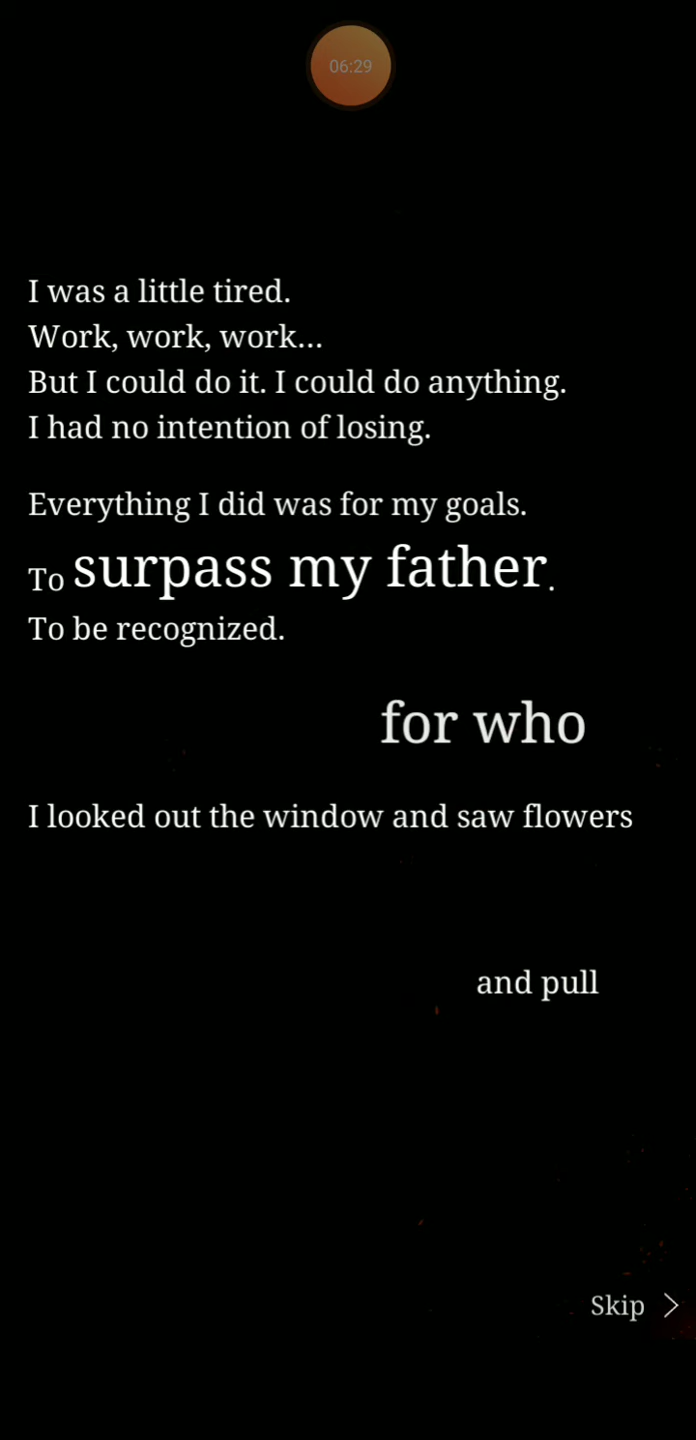 06:29
I was a little tired.
Work, work, work...
But I could do it. I could do anything.
I had no intention of losing.
Everything I did was for my goals.
To surpass my father.
To be recognized.
for who
I looked out the window and saw flowers
and pull
Skip